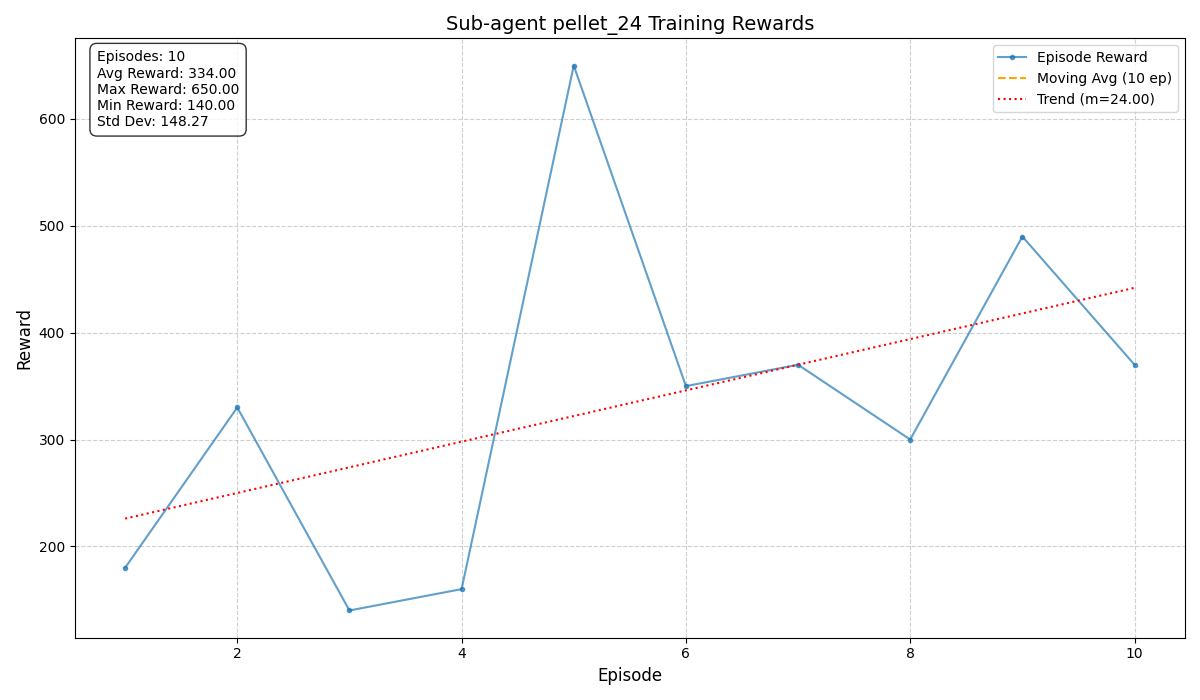 Sub-agent pellet_24 Training Rewards
Episodes: 10
Avg Reward: 334.00
Max Reward: 650.00
Min Reward: 140.00
Std Dev: 148.27
Episode Reward
Moving Avg (10 ep)
Trend (m=24.00)
Reward
600
500
400
300
200
2
4
6
8
10
Episode